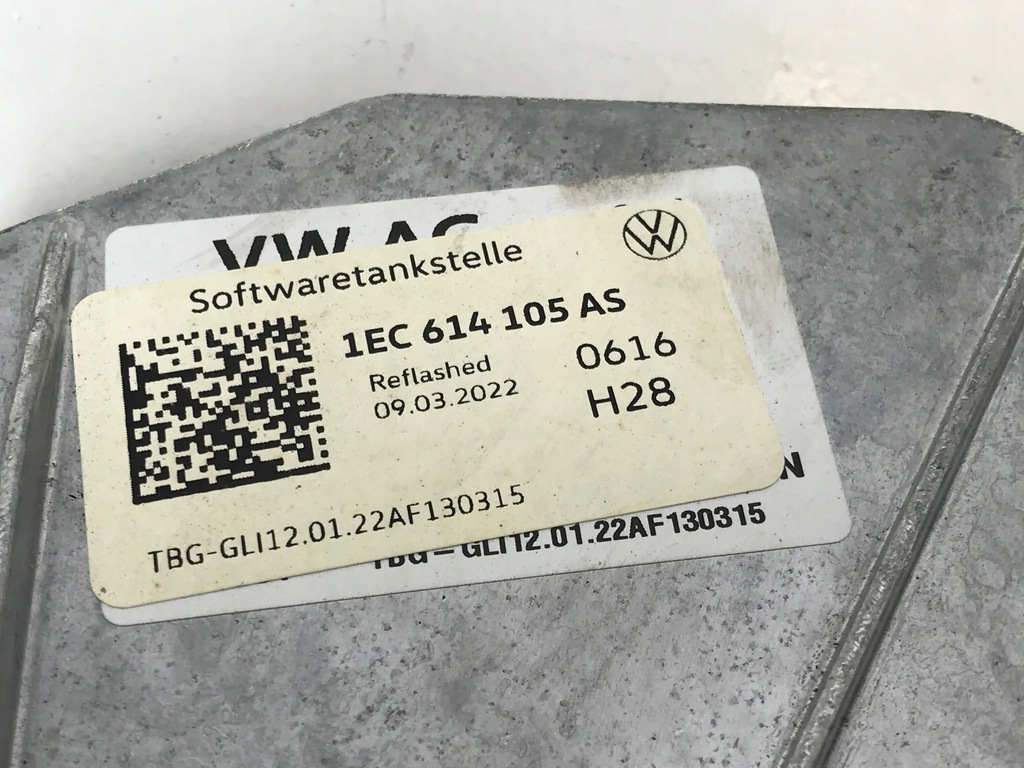 VW AG
Softwaretankstelle
1EC 614 105 AS
Reflashed
09.03.2022
0616
H28
TBG-GLI12.01.22AF130315
TBG-GLI12.01.22AF130315